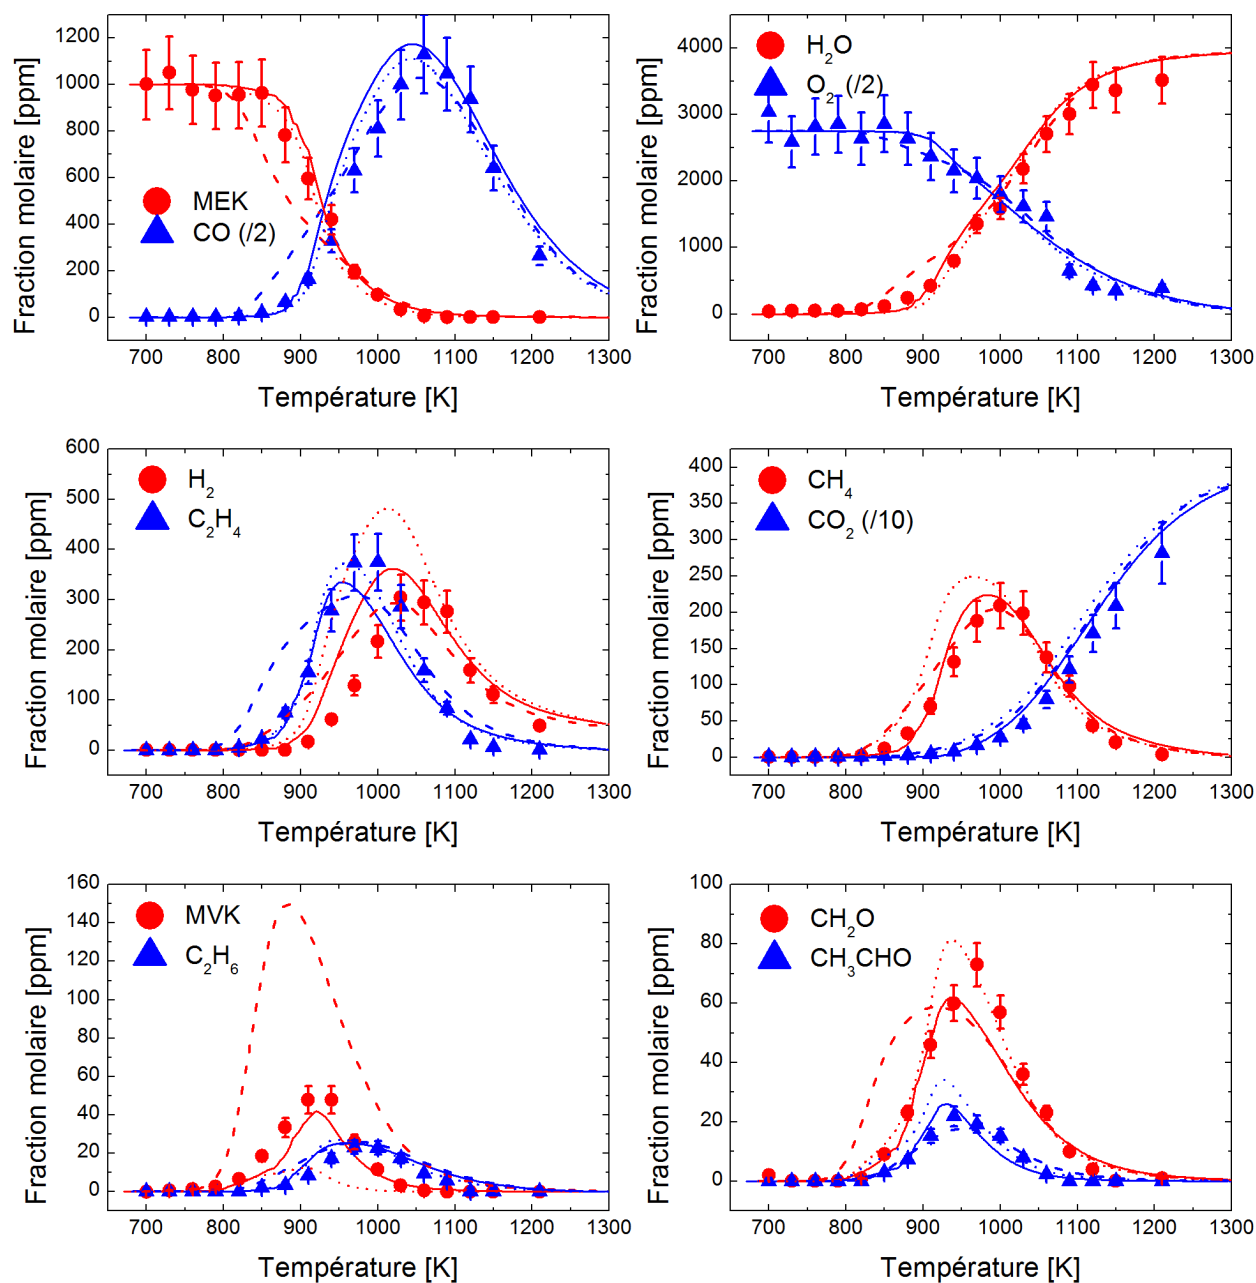 1200
1000
800
600
400
200
0
Fraction molaire [ppm]
MEK
CO (/2)
700 800 900 1000 1100 1200 1300
Température [K]
4000
3000
2000
1000
0
Fraction molaire [ppm]
H₂O
O₂ (/2)
700 800 900 1000 1100 1200 1300
Température [K]
600
500
400
300
200
100
0
Fraction molaire [ppm]
H₂
C₂H₄
700 800 900 1000 1100 1200 1300
Température [K]
400
350
300
250
200
150
100
50
0
Fraction molaire [ppm]
CH₄
CO₂ (/10)
700 800 900 1000 1100 1200 1300
Température [K]
160
140
120
100
80
60
40
20
0
Fraction molaire [ppm]
MVK
C₂H₆
700 800 900 1000 1100 1200 1300
Température [K]
100
80
60
40
20
0
Fraction molaire [ppm]
CH₂O
CH₃CHO
700 800 900 1000 1100 1200 1300
Température [K]